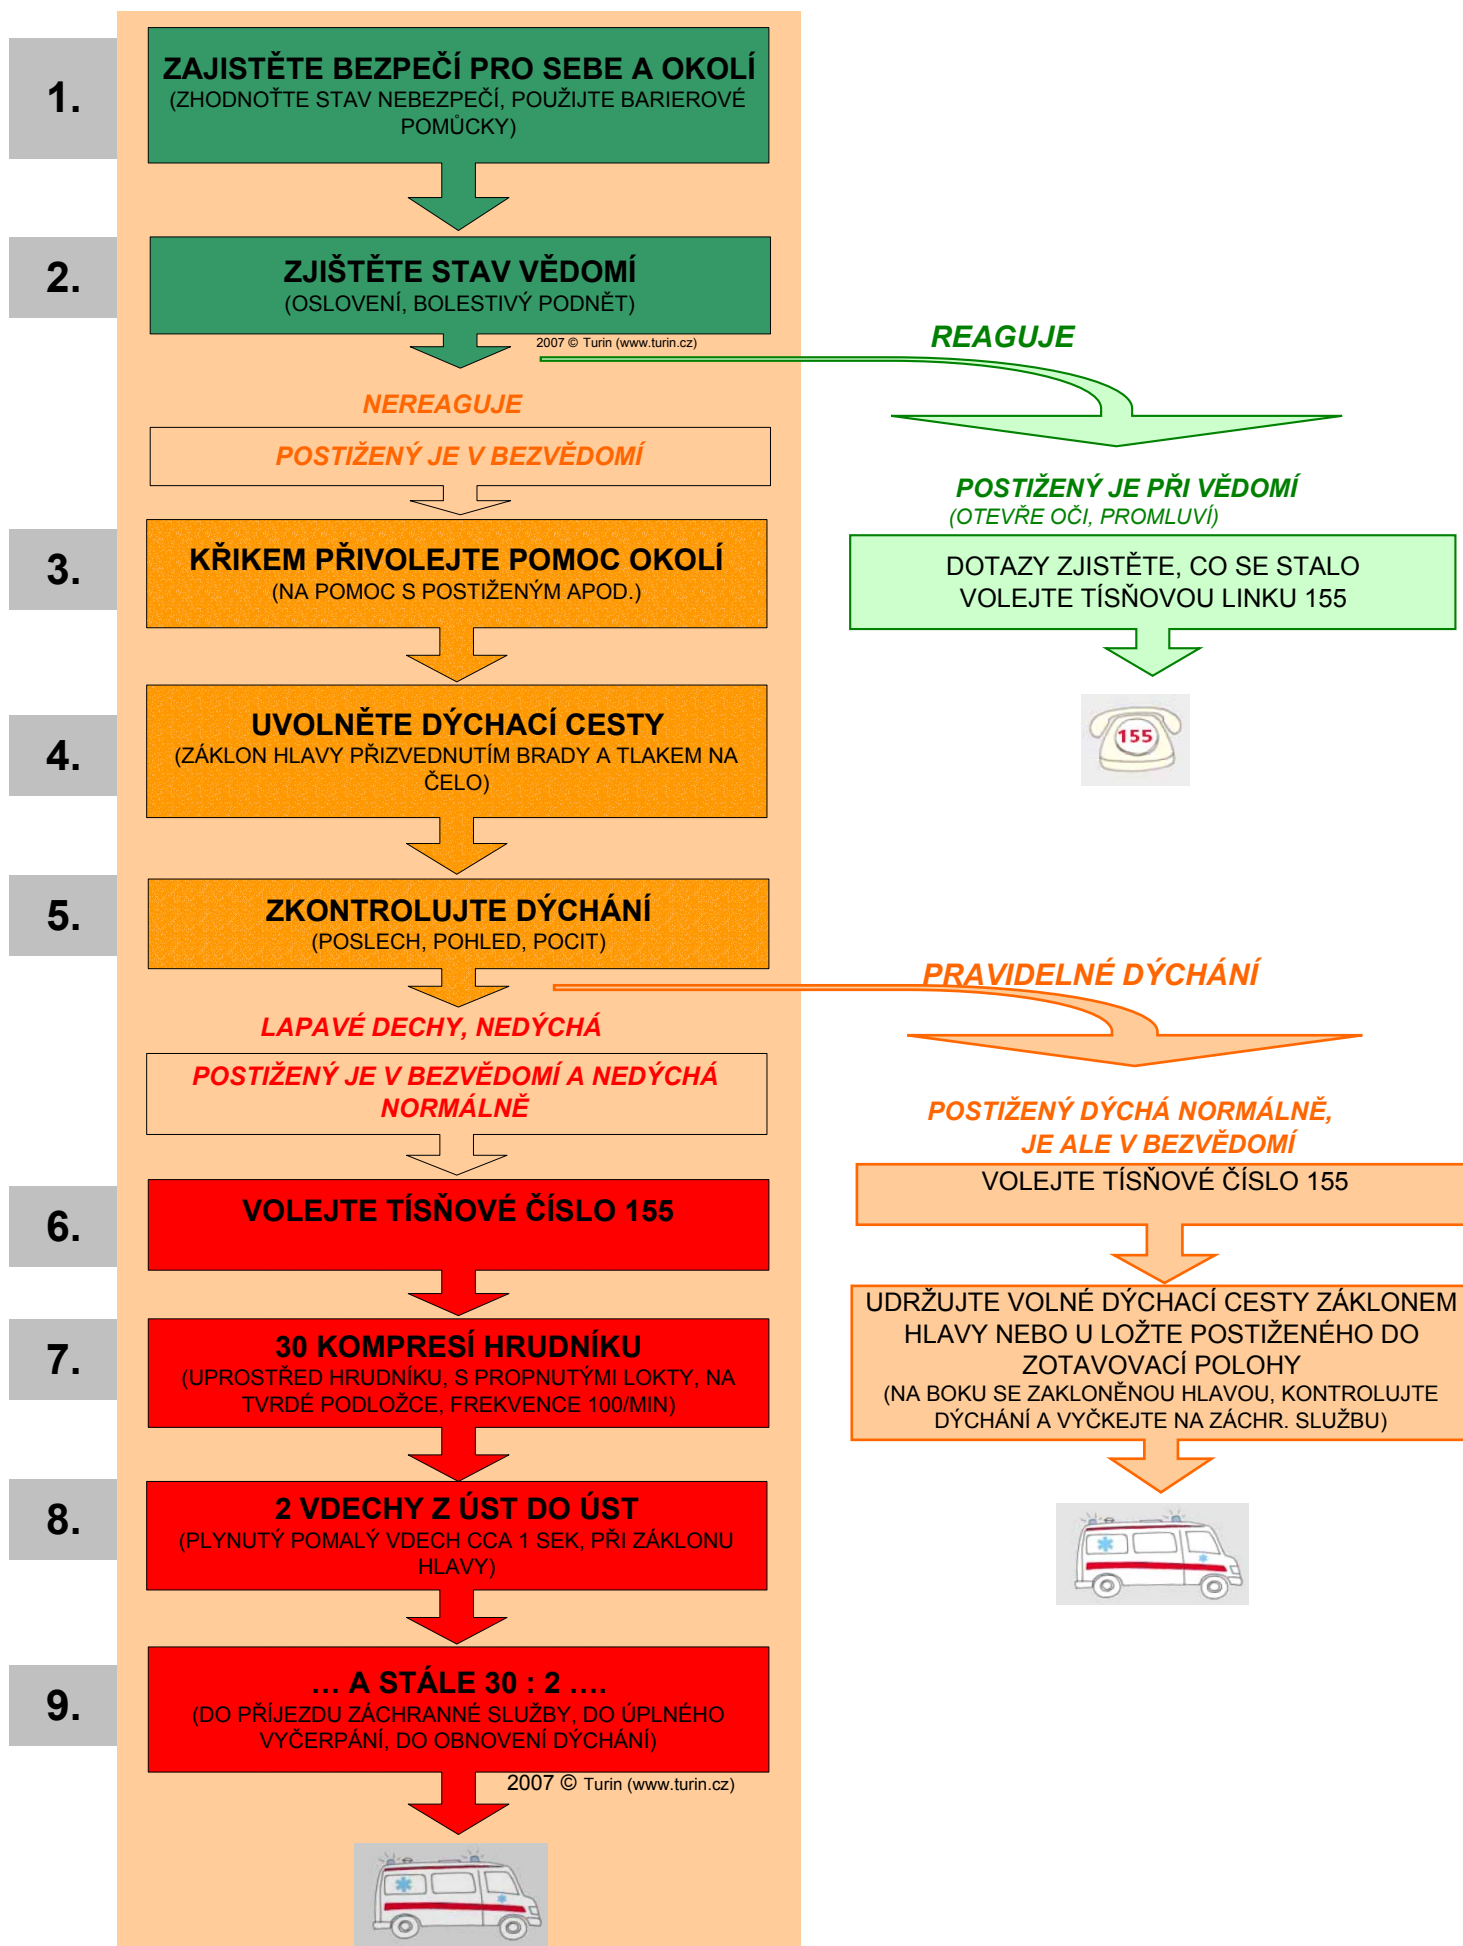 1.
ZAJISTĚTE BEZPEČÍ PRO SEBE A OKOLÍ
(ZHODNOŤTE STAV NEBEZPEČÍ, POUŽIJTE BARIEROVÉ
POMŮCKY)
2.
ZJIŠTĚTE STAV VĚDOMÍ
(OSLOVENÍ, BOLESTIVÝ PODNĚT)
2007 © Turin (www.turin.cz)
REAGUJE
NEREAGUJE
POSTIŽENÝ JE V BEZVĚDOMÍ
POSTIŽENÝ JE PŘI VĚDOMÍ
(OTEVŘE OČI, PROMLUVÍ)
DOTAZY ZJISTĚTE, CO SE STALO
VOLEJTE TÍSŇOVOU LINKU 155
155
3.
KŘIKEM PŘIVOLEJTE POMOC OKOLÍ
(NA POMOC S POSTIŽENÝM APOD.)
4.
UVOLNĚTE DÝCHACÍ CESTY
(ZÁKLON HLAVY PŘIZVEDNUTÍM BRADY A TLAKEM NA
ČELO)
5.
ZKONTROLUJTE DÝCHÁNÍ
(POSLECH, POHLED, POCIT)
PRAVIDELNÉ DÝCHÁNÍ
LAPAVÉ DECHY, NEDÝCHÁ
POSTIŽENÝ JE V BEZVĚDOMÍ A NEDÝCHÁ
NORMÁLNĚ
POSTIŽENÝ DÝCHÁ NORMÁLNĚ,
JE ALE V BEZVĚDOMÍ
VOLEJTE TÍSŇOVÉ ČÍSLO 155
UDRŽUJTE VOLNÉ DÝCHACÍ CESTY ZÁKLONEM
HLAVY NEBO U LOŽTE POSTIŽENÉHO DO
ZOTAVOVACÍ POLOHY
(NA BOKU SE ZAKLONĚNOU HLAVOU, KONTROLUJTE
DÝCHÁNÍ A VYČKEJTE NA ZÁCHR. SLUŽBU)
6.
VOLEJTE TÍSŇOVÉ ČÍSLO 155
7.
30 KOMPRESÍ HRUDNÍKU
(UPROSTŘED HRUDNÍKU, S PROPNUTÝMI LOKTY, NA
TVRDÉ PODLOŽCE, FREKVENCE 100/MIN)
8.
2 VDECHY Z ÚST DO ÚST
(PLYNUTÝ POMALÝ VDECH CCA 1 SEK, PŘI ZÁKLONU
HLAVY)
9.
... A STÁLE 30 : 2 ....
(DO PŘÍJEZDU ZÁCHRANNÉ SLUŽBY, DO ÚPLNÉHO
VYČERPÁNÍ, DO OBNOVENÍ DÝCHÁNÍ)
2007 © Turin (www.turin.cz)